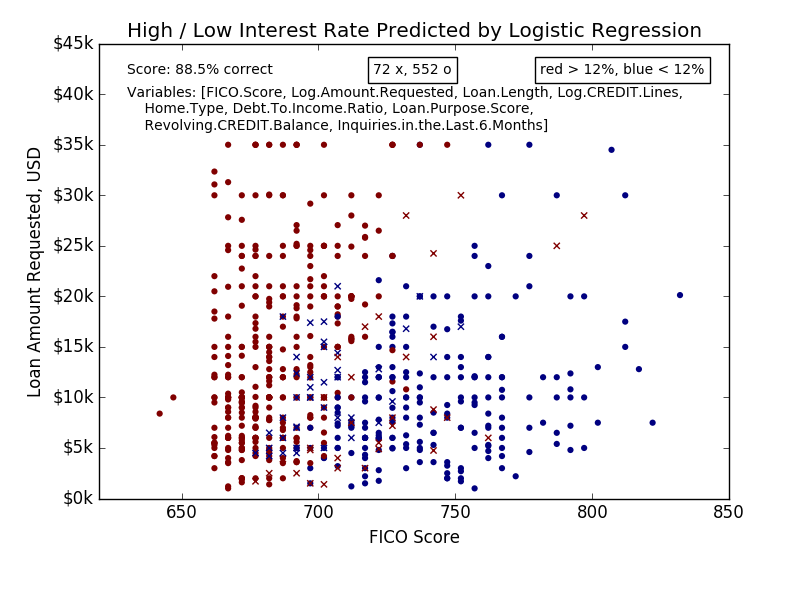 High / Low Interest Rate Predicted by Logistic Regression
$45k
Score: 88.5% correct
72 x, 552 o
red > 12%, blue < 12%
Variables: [FICO.Score, Log.Amount.Requested, Loan.Length, Log.CREDIT.Lines,
Home.Type, Debt.To.Income.Ratio, Loan.Purpose.Score,
Revolving.CREDIT.Balance, Inquiries.in.the.Last.6.Months]
$40k
$35k
$30k
$25k
$20k
$15k
$10k
$5k
$0k
Loan Amount Requested, USD
650
700
750
800
850
FICO Score